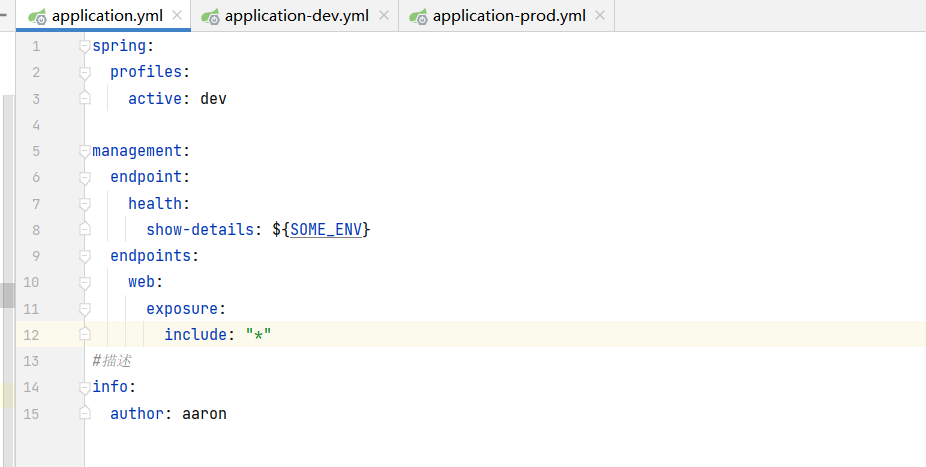 application.yml application-dev.yml application-prod.yml
1 spring:
2   profiles:
3     active: dev
4
5 management:
6   endpoint:
7     health:
8       show-details: ${SOME_ENV}
9   endpoints:
10     web:
11       exposure:
12         include: "*"
13 #描述
14 info:
15   author: aaron